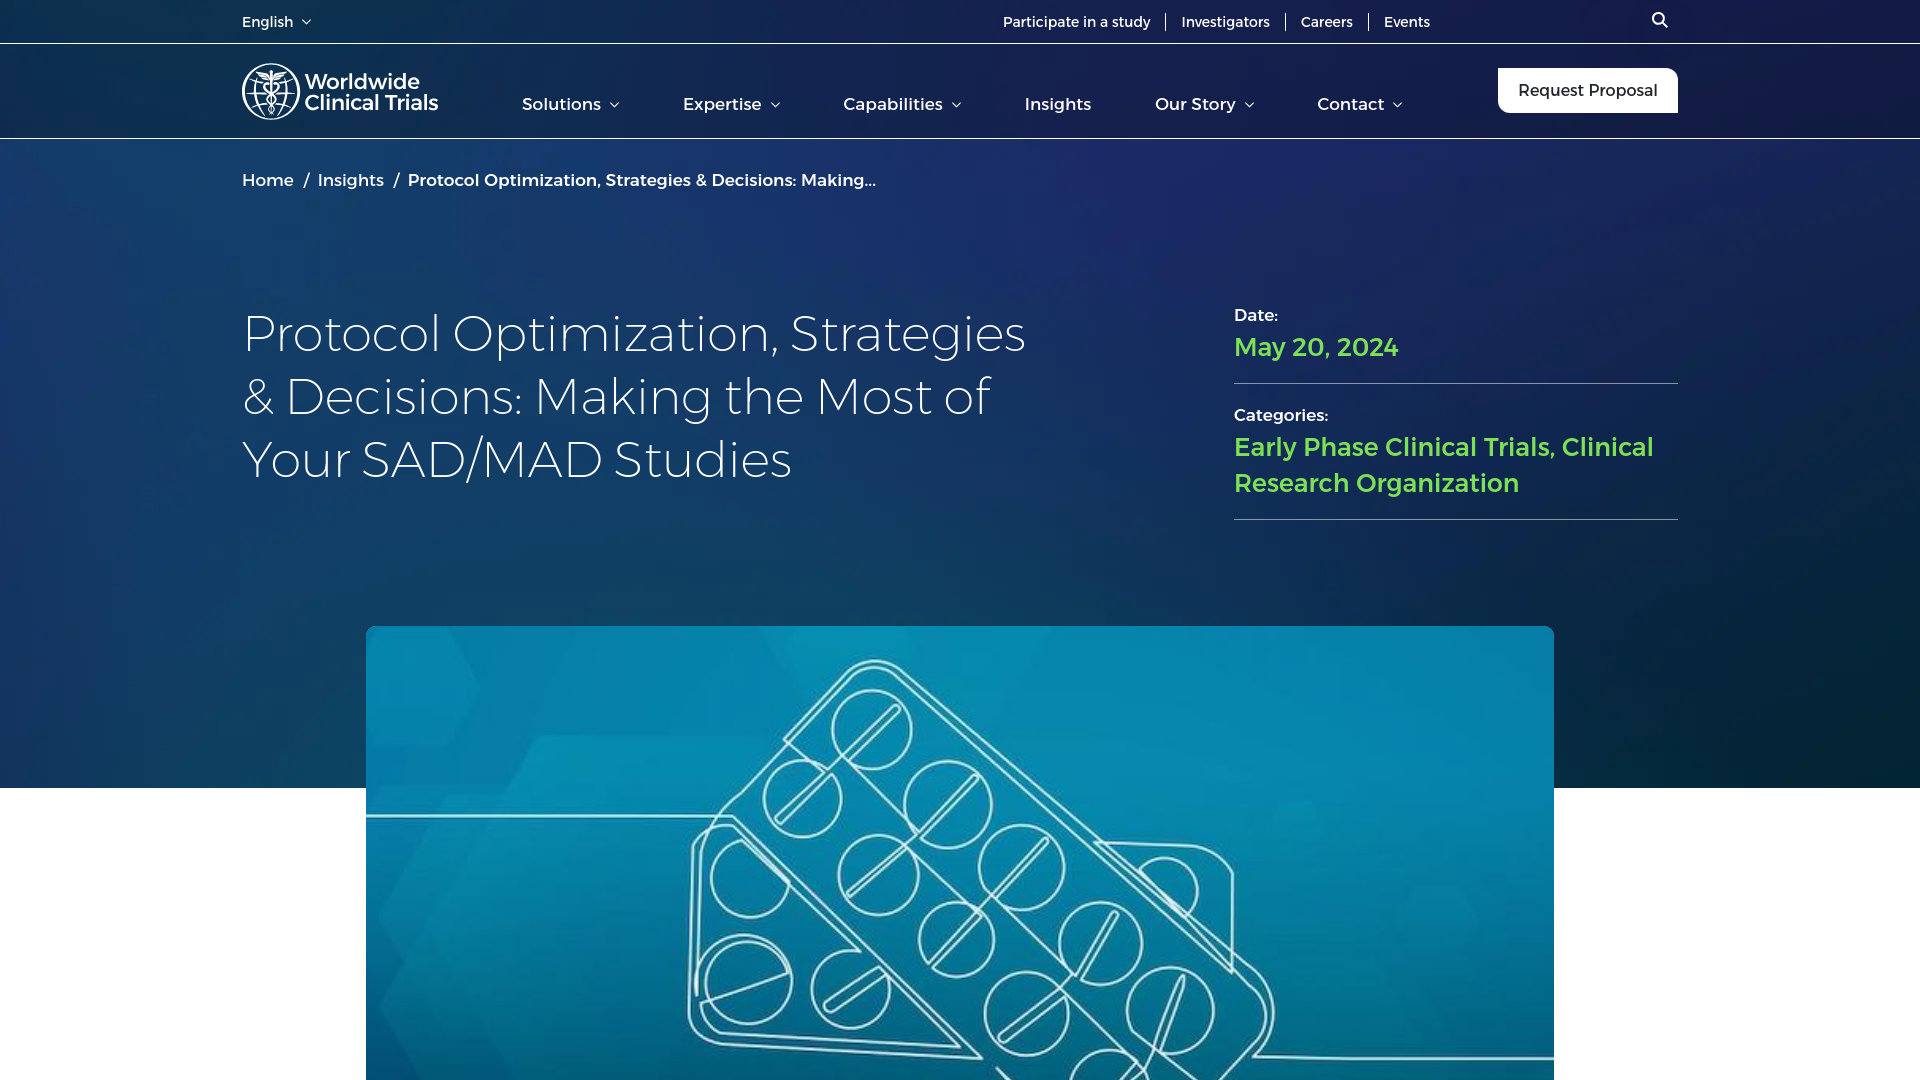 English
Participate in a study
Investigators
Careers
Events
Worldwide
Clinical Trials
Solutions
Expertise
Capabilities
Insights
Our Story
Contact
Request Proposal
Home / Insights / Protocol Optimization, Strategies & Decisions: Making...
Protocol Optimization, Strategies
& Decisions: Making the Most of
Your SAD/MAD Studies
Date:
May 20, 2024
Categories:
Early Phase Clinical Trials, Clinical
Research Organization